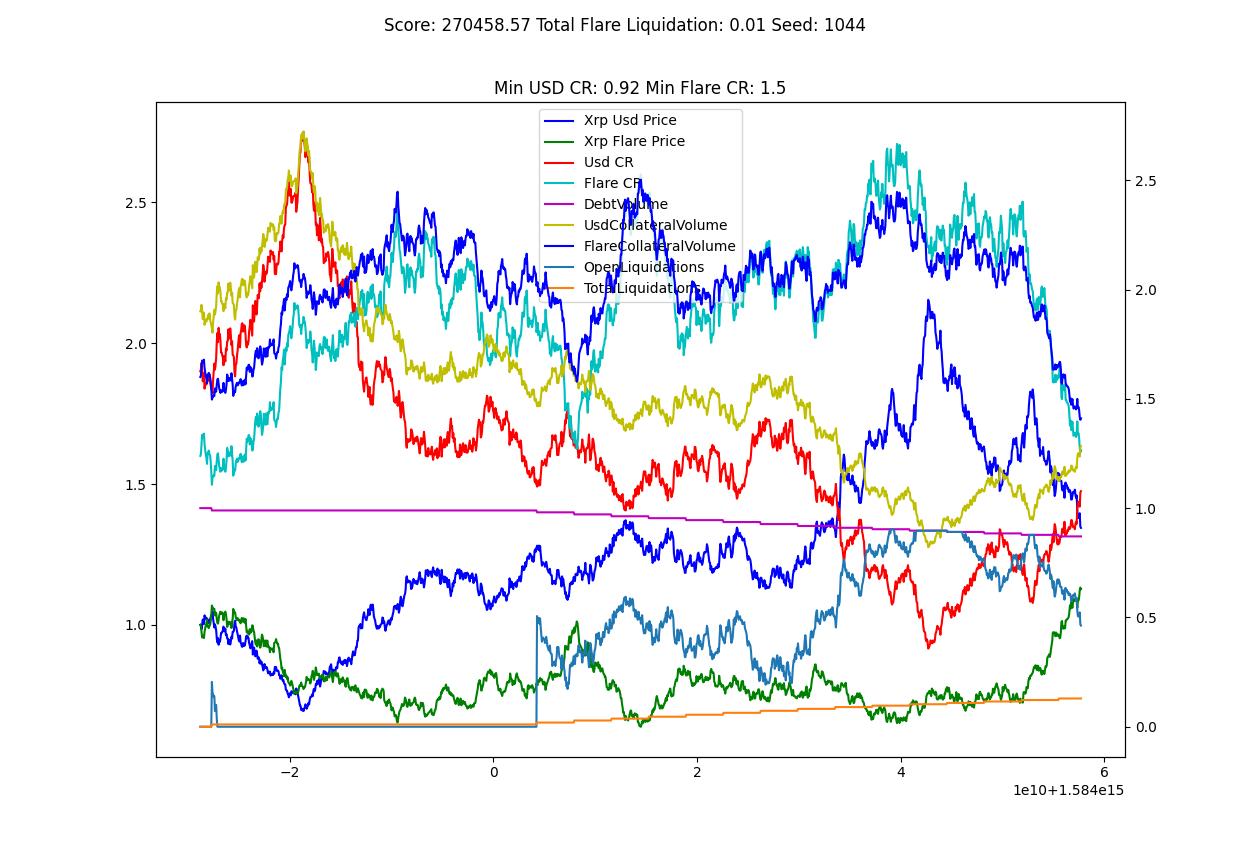 Score: 270458.57 Total Flare Liquidation: 0.01 Seed: 1044
Min USD CR: 0.92 Min Flare CR: 1.5
Xrp Usd Price
Xrp Flare Price
Usd CR
Flare CR
DebtVolume
UsdCollateralVolume
FlareCollateralVolume
OpenLiquidations
TotalLiquidations
2.5
2.0
1.5
1.0
2.5
2.0
1.5
1.0
0.5
0.0
−2 0 2 4 6
1e10+1.584e15